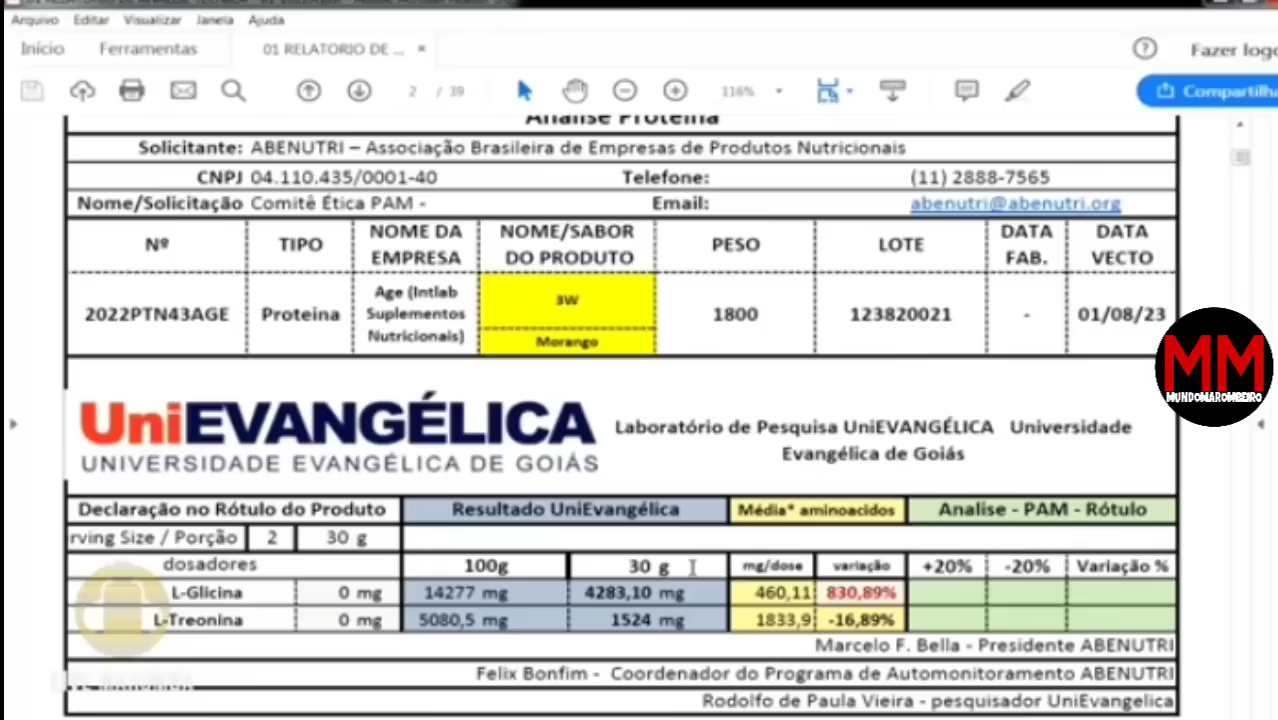 Arquivo Editar Visualizar Janela Ajuda
Início Ferramentas 01 RELATORIO DE ... × ? Fazer logo
2 / 39 116% Compartilha
Análise Proteína
Solicitante: ABENUTRI – Associação Brasileira de Empresas de Produtos Nutricionais
CNPJ 04.110.435/0001-40 Telefone: (11) 2888-7565
Nome/Solicitação Comitê Ética PAM - Email: abenutri@abenutri.org
Nº TIPO NOME DA EMPRESA NOME/SABOR DO PRODUTO PESO LOTE DATA FAB. DATA VECTO
2022PTN43AGE Proteina Age (Intlab Suplementos Nutricionais) 3W Morango 1800 123820021 - 01/08/23
MM
MUNDOMAROMBEIRO
UniEVANGÉLICA
UNIVERSIDADE EVANGÉLICA DE GOIÁS
Laboratório de Pesquisa UniEVANGÉLICA Universidade
Evangélica de Goiás
Declaração no Rótulo do Produto Resultado UniEvangélica Média* aminoacidos Analise - PAM - Rótulo
rving Size / Porção 2 30 g
dosadores 100g 30 g mg/dose variação +20% -20% Variação %
L-Glicina 0 mg 14277 mg 4283,10 mg 460,11 830,89%
L-Treonina 0 mg 5080,5 mg 1524 mg 1833,9 -16,89%
Marcelo F. Bella - Presidente ABENUTRI
Felix Bonfim - Coordenador do Programa de Automonitoramento ABENUTRI
Rodolfo de Paula Vieira - pesquisador UniEvangelica